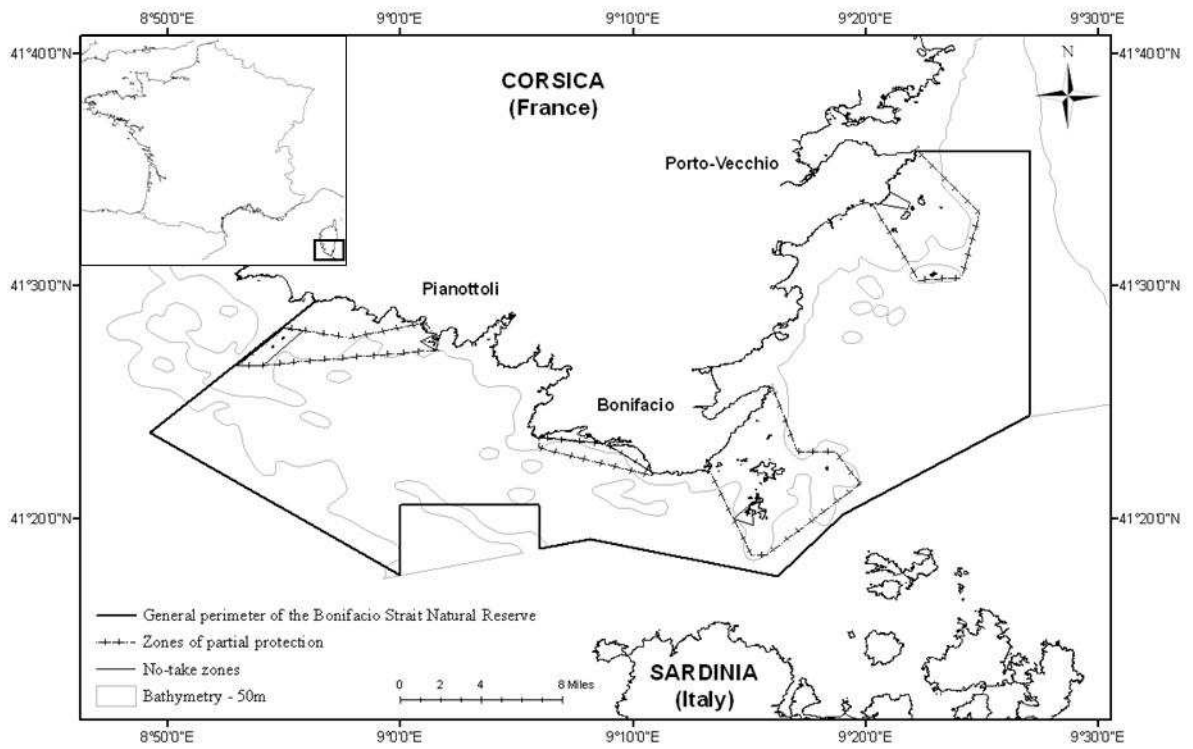 8°50'0"E 9°0'0"E 9°10'0"E 9°20'0"E 9°30'0"E
41°40'0"N 41°40'0"N
N
CORSICA
(France)
Porto-Vecchio
41°30'0"N 41°30'0"N
Pianottoli
Bonifacio
41°20'0"N 41°20'0"N
General perimeter of the Bonifacio Strait Natural Reserve
Zones of partial protection
No-take zones
Bathymetry - 50m
0 2 4 8 Miles
SARDINIA
(Italy)
8°50'0"E 9°0'0"E 9°10'0"E 9°20'0"E 9°30'0"E